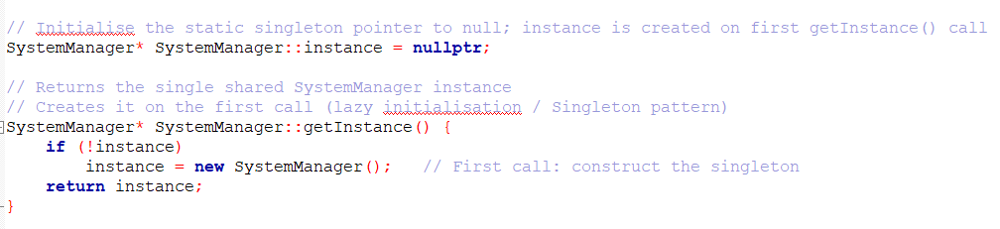 // Initialise the static singleton pointer to null; instance is created on first getInstance() call
SystemManager* SystemManager::instance = nullptr;
// Returns the single shared SystemManager instance
// Creates it on the first call (lazy initialisation / Singleton pattern)
SystemManager* SystemManager::getInstance() {
    if (!instance)
        instance = new SystemManager();   // First call: construct the singleton
    return instance;
}